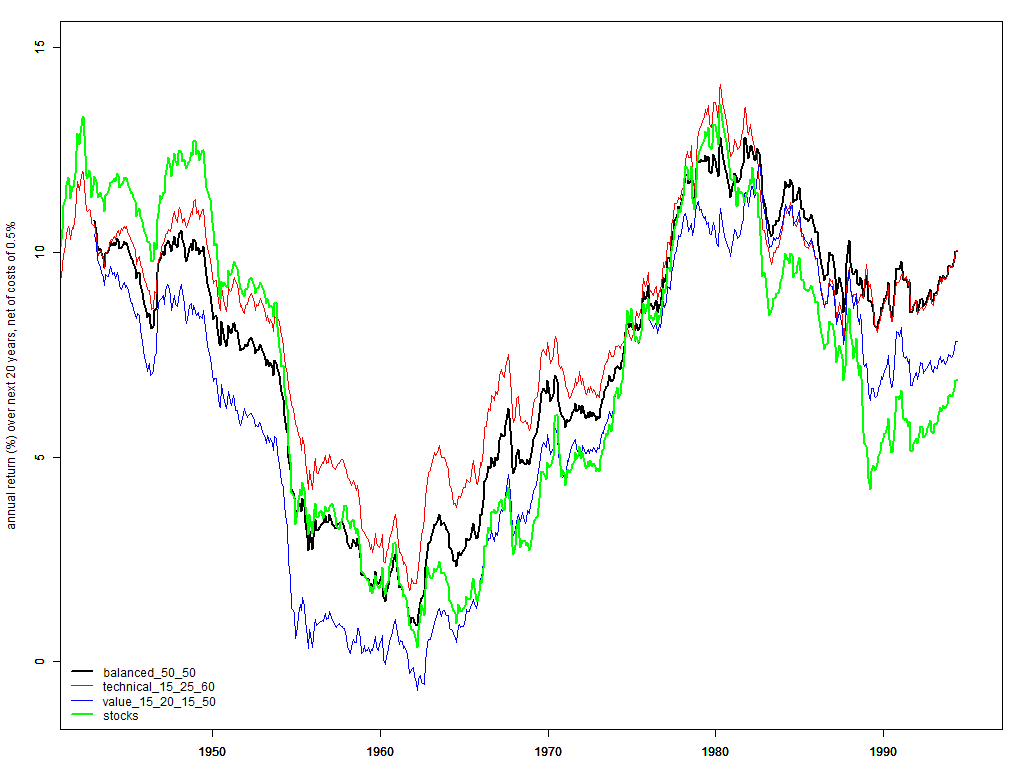 15
10
5
0
annual return (%) over next 20 years, net of costs of 0.5%
balanced_50_50
technical_15_25_60
value_15_20_15_50
stocks
1950 1960 1970 1980 1990